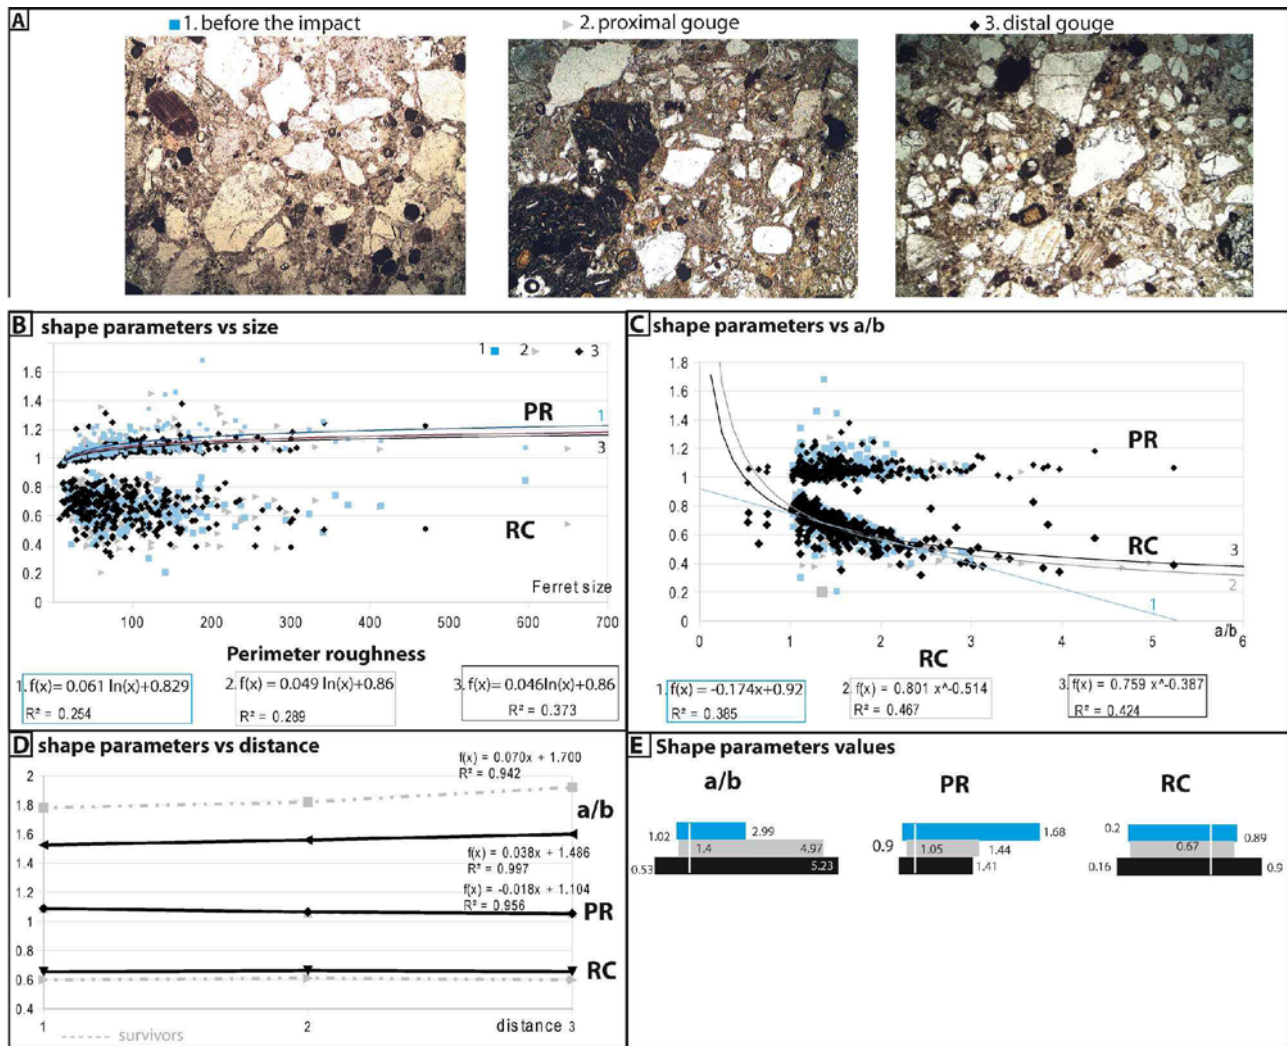 A
1. before the impact
2. proximal gouge
3. distal gouge
B shape parameters vs size
1 2 3
1.6
1.4
1.2
1
0.8
0.6
0.4
0.2
0
PR
1
3
RC
Ferret size
100 200 300 400 500 600 700
Perimeter roughness
1. f(x)= 0.061 ln(x)+0.829
R² = 0.254
2. f(x) = 0.049 ln(x)+0.86
R² = 0.289
3. f(x)= 0.046ln(x)+0.86
R² = 0.373
C shape parameters vs a/b
1.8
1.6
1.4
1.2
1
0.8
0.6
0.4
0.2
0
PR
RC
3
2
1
a/b
0 1 2 3 4 5 6
RC
1. f(x) = -0.174x+0.92
R² = 0.385
2. f(x) = 0.801 x^-0.514
R² = 0.467
3. f(x) = 0.759 x^-0.387
R² = 0.424
D shape parameters vs distance
2
1.8
1.6
1.4
1.2
1
0.8
0.6
0.4
f(x) = 0.070x + 1.700
R² = 0.942
a/b
f(x) = 0.038x + 1.486
R² = 0.997
f(x) = -0.018x + 1.104
R² = 0.956
PR
RC
1 2 distance 3
survivors
E Shape parameters values
a/b
1.02 2.99
1.4 4.97
0.53 5.23
PR
1.68
0.9 1.05 1.44
1.41
RC
0.2 0.89
0.67
0.16 0.9